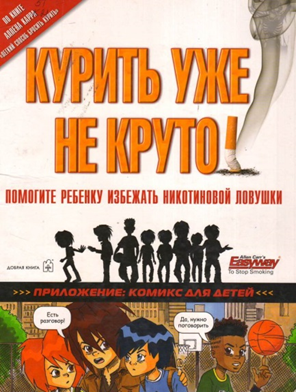 ПО КНИГЕ
АЛЛЕНА КАРРА
«ЛЕГКИЙ СПОСОБ БРОСИТЬ КУРИТЬ»
КУРИТЬ УЖЕ
НЕ КРУТО!
ПОМОГИТЕ РЕБЕНКУ ИЗБЕЖАТЬ НИКОТИНОВОЙ ЛОВУШКИ
ДОБРАЯ КНИГА
Allen Carr's
Easyway
To Stop Smoking
>>> ПРИЛОЖЕНИЕ: КОМИКС ДЛЯ ДЕТЕЙ <<<
Есть
разговор!
Да, нужно
поговорить